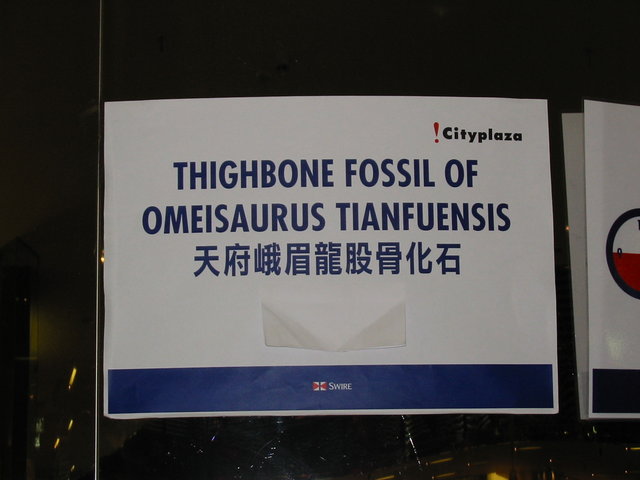 !Cityplaza
THIGHBONE FOSSIL OF
OMEISAURUS TIANFUENSIS
天府峨眉龍股骨化石
SWIRE